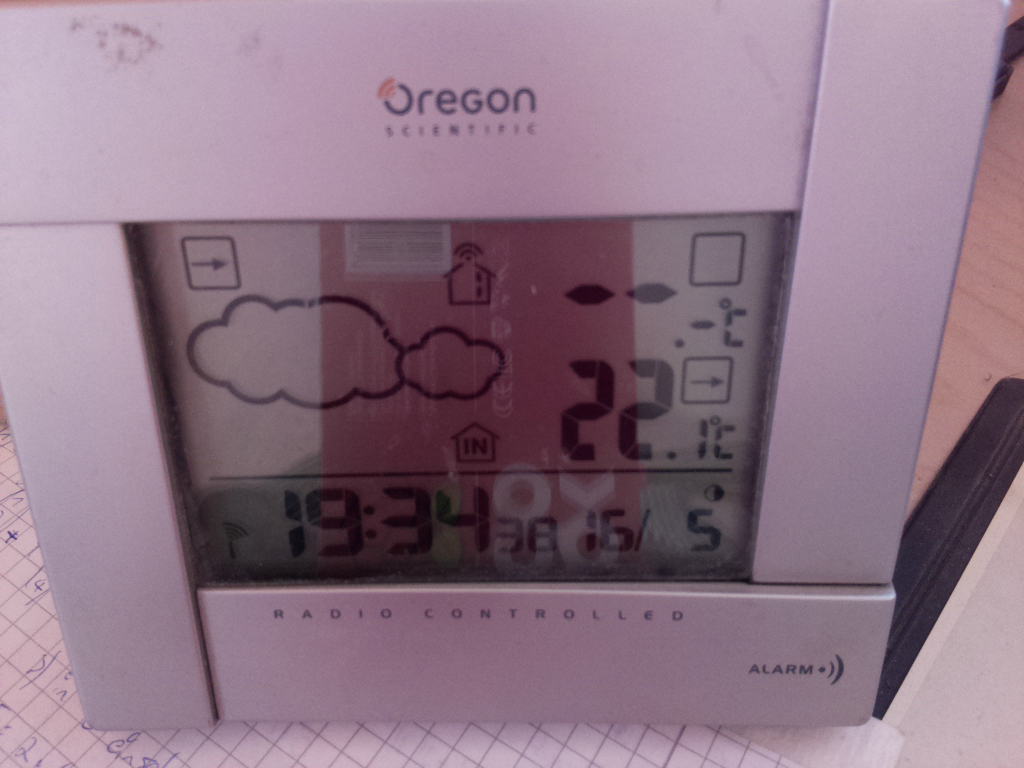 Oregon
SCIENTIFIC
-- .-°C
22.1°C
IN
19:34 38 16/ 5
RADIO CONTROLLED
ALARM